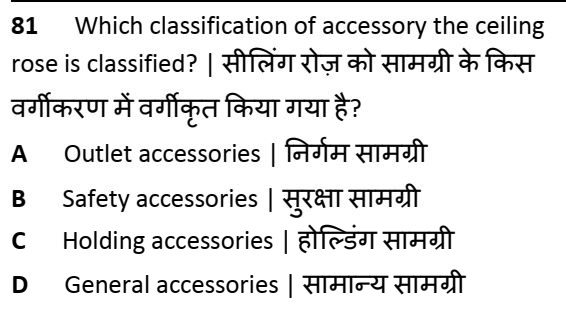 81 Which classification of accessory the ceiling
rose is classified? | सीलिंग रोज़ को सामग्री के किस
वर्गीकरण में वर्गीकृत किया गया है?
A Outlet accessories | निर्गम सामग्री
B Safety accessories | सुरक्षा सामग्री
C Holding accessories | होल्डिंग सामग्री
D General accessories | सामान्य सामग्री